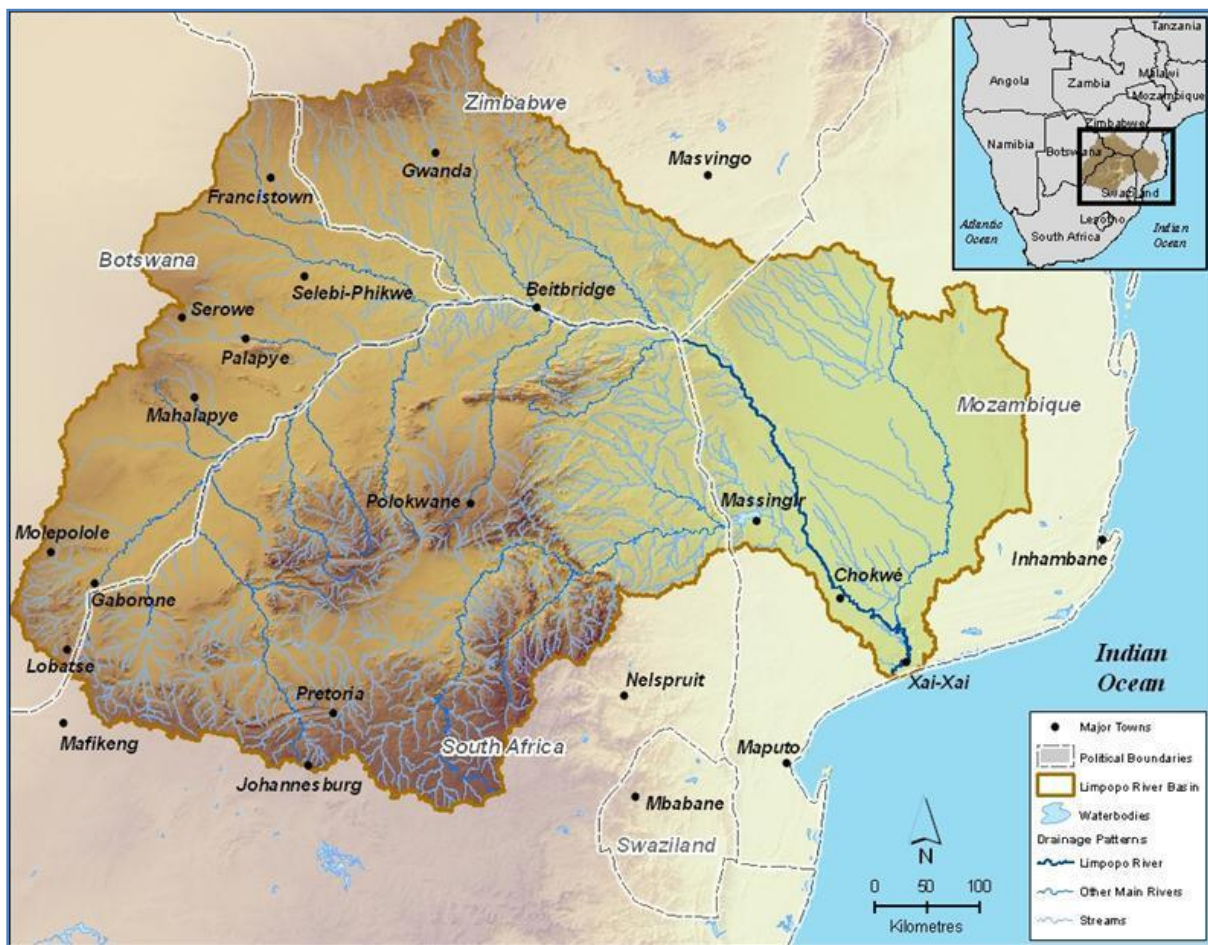 Tanzania
Angola
Zambia
Malawi
Mozambique
Zimbabwe
Namibia
Botswana
Swaziland
Lesotho
South Africa
Atlantic
Ocean
Indian
Ocean
Zimbabwe
Masvingo
Gwanda
Francistown
Botswana
Selebi-Phikwe
Beitbridge
Serowe
Palapye
Mahalapye
Mozambique
Polokwane
Massingir
Molepolole
Inhambane
Gaborone
Chokwé
Lobatse
Xai-Xai
Indian
Ocean
Nelspruit
Pretoria
Mafikeng
South Africa
Johannesburg
Maputo
Mbabane
Swaziland
N
0 50 100
Kilometres
Major Towns
Political Boundaries
Limpopo River Basin
Waterbodies
Drainage Patterns
Limpopo River
Other Main Rivers
Streams